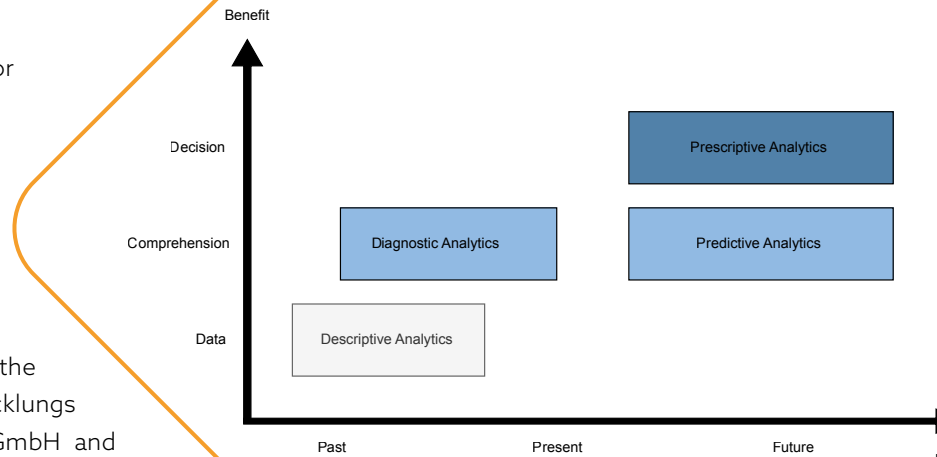 Benefit
or
Decision
Prescriptive Analytics
Comprehension
Diagnostic Analytics
Predictive Analytics
Data
Descriptive Analytics
the
cklungs
GmbH and
Past
Present
Future